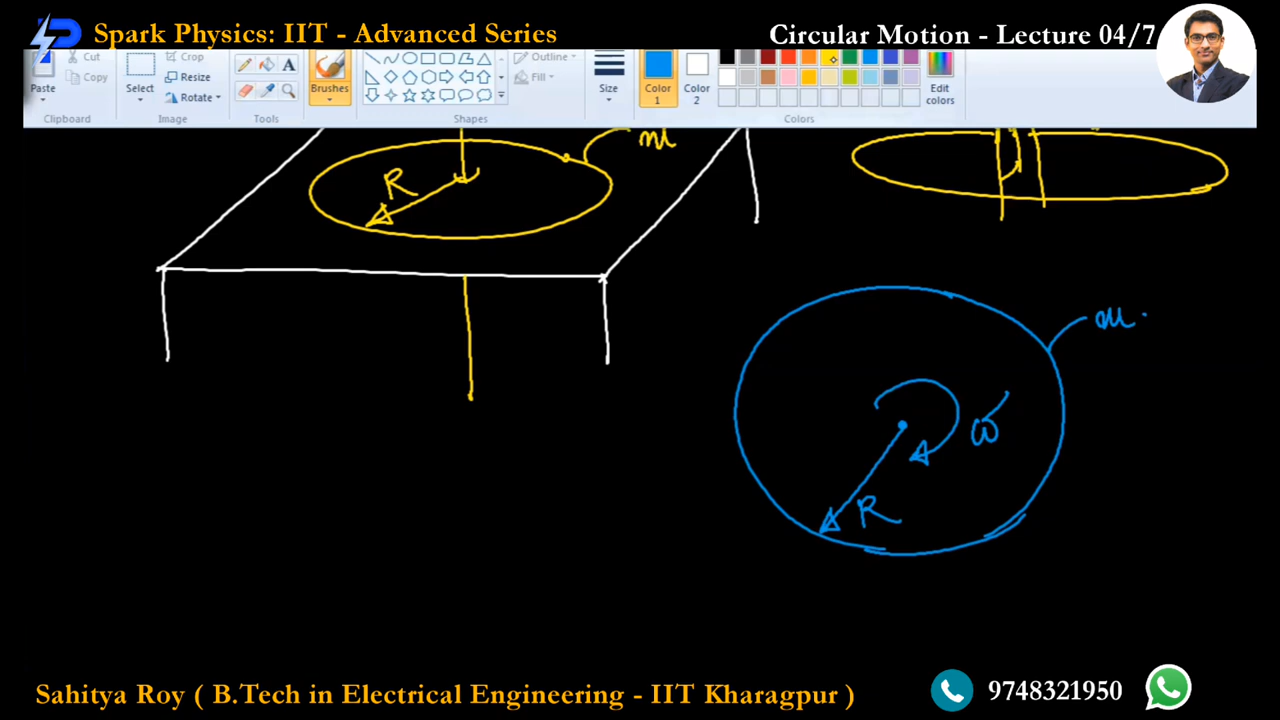 Spark Physics: IIT - Advanced Series
Circular Motion - Lecture 04/7
Paste
Cut
Copy
Clipboard
Select
Crop
Resize
Rotate
Image
A
Tools
Brushes
Outline
Fill
Shapes
Size
Color 1
Color 2
Edit colors
Colors
m
R
m
ω
R
Sahitya Roy ( B.Tech in Electrical Engineering - IIT Kharagpur )
9748321950